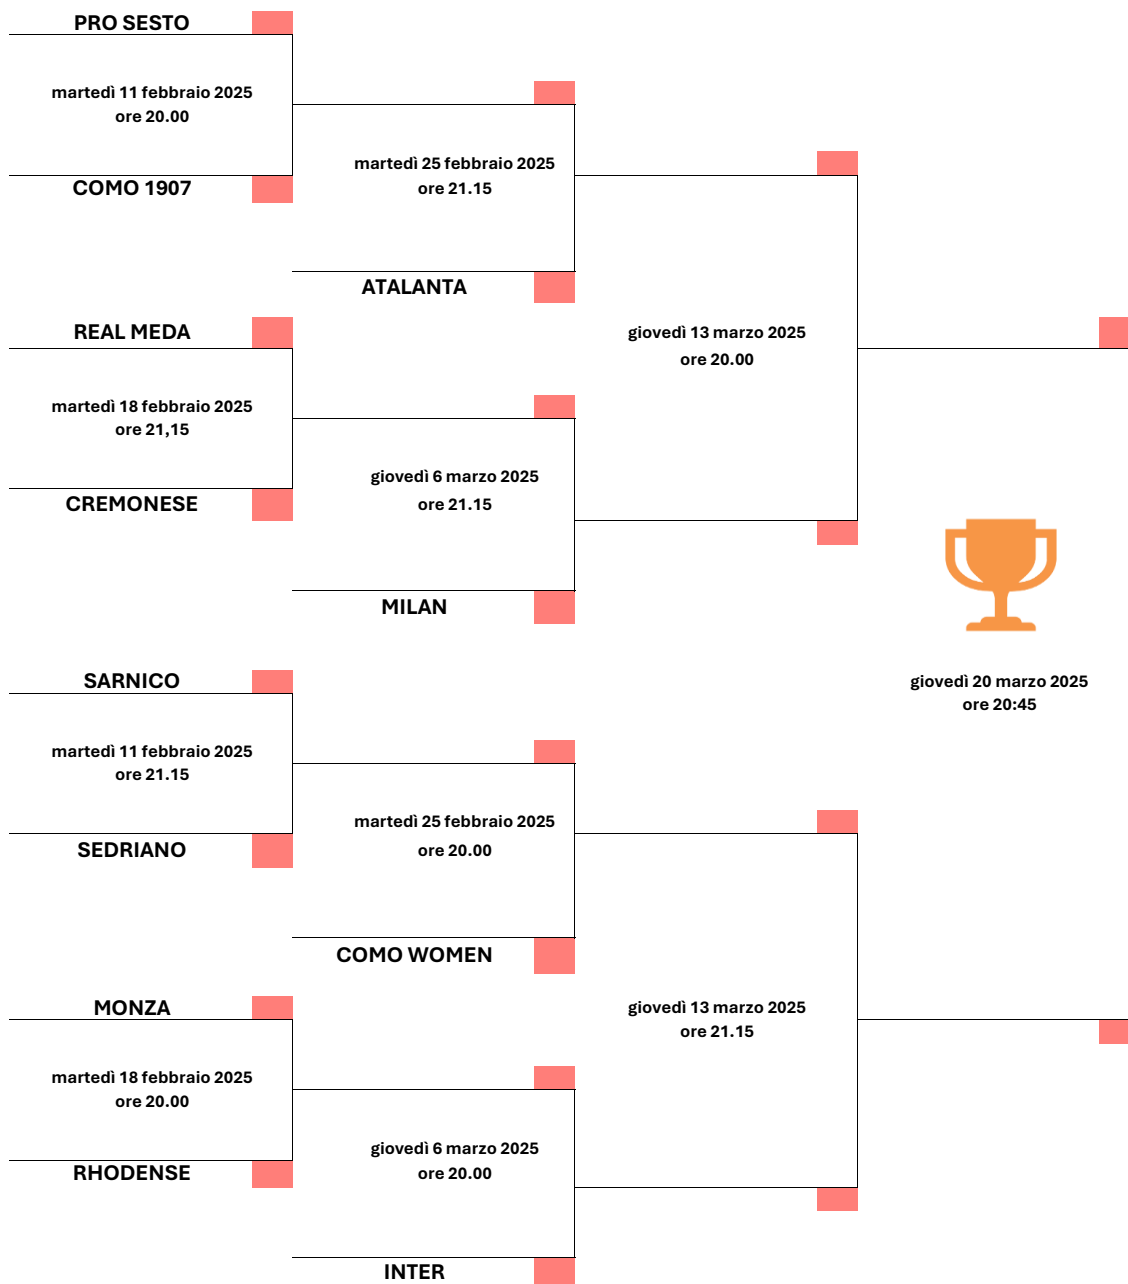 PRO SESTO
martedì 11 febbraio 2025
ore 20.00
COMO 1907
martedì 25 febbraio 2025
ore 21.15
ATALANTA
REAL MEDA
martedì 18 febbraio 2025
ore 21,15
CREMONESE
giovedì 6 marzo 2025
ore 21.15
MILAN
giovedì 13 marzo 2025
ore 20.00
SARNICO
martedì 11 febbraio 2025
ore 21.15
SEDRIANO
martedì 25 febbraio 2025
ore 20.00
COMO WOMEN
MONZA
martedì 18 febbraio 2025
ore 20.00
RHODENSE
giovedì 6 marzo 2025
ore 20.00
INTER
giovedì 13 marzo 2025
ore 21.15
giovedì 20 marzo 2025
ore 20:45